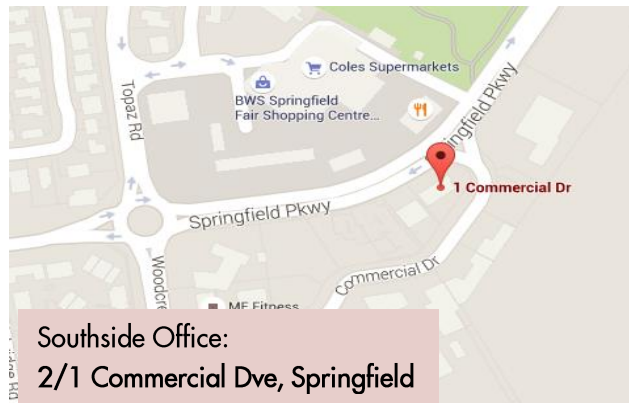 Coles Supermarkets
BWS Springfield
Fair Shopping Centre...
Topaz Rd
Springfield Pkwy
1 Commercial Dr
Springfield Pkwy
Commercial Dr
MF Fitness
Southside Office:
2/1 Commercial Dve, Springfield